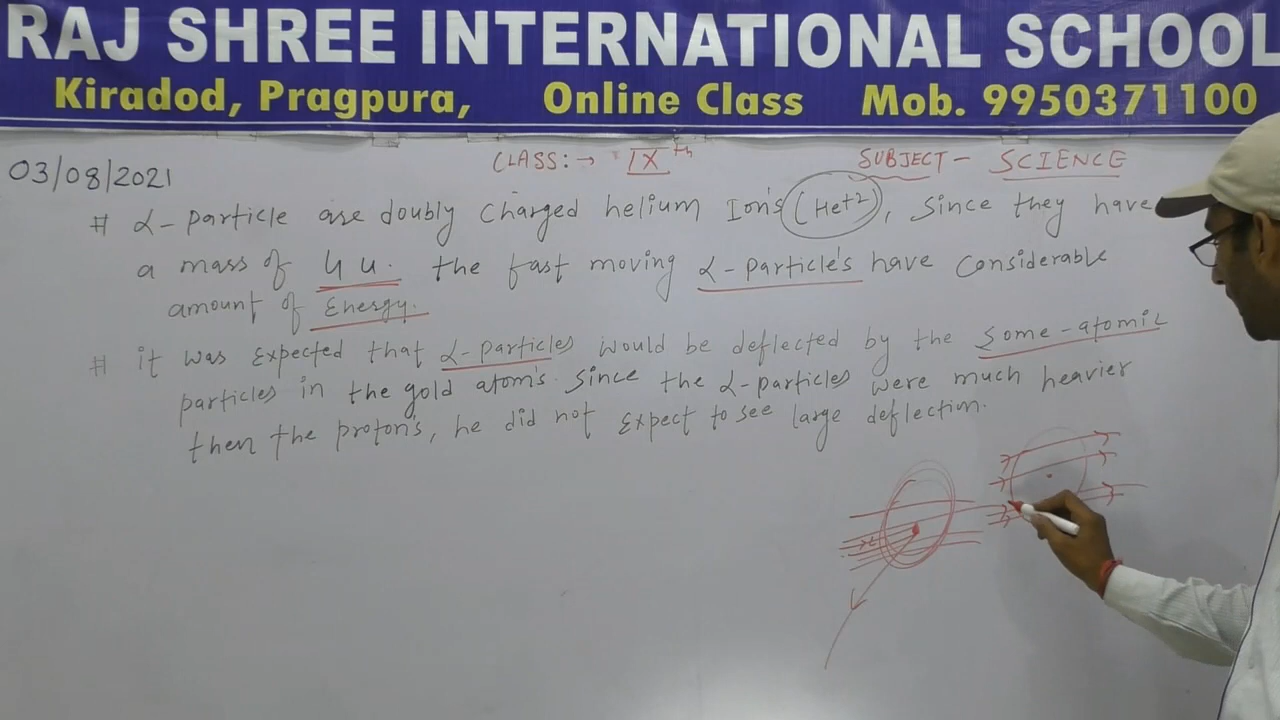 RAJ SHREE INTERNATIONAL SCHOOL
Kiradod, Pragpura, Online Class Mob. 9950371100
03/08/2021 CLASS:→ IXth SUBJECT - SCIENCE
# α-particle are doubly charged helium Ion's (He+2), since they have
a mass of 4 u. the fast moving α-particle's have considerable
amount of Energy.
# it was expected that α-particles would be deflected by the some-atomic
particles in the gold atom's. since the α-particles were much heavier
then the proton's, he did not expect to see large deflection.